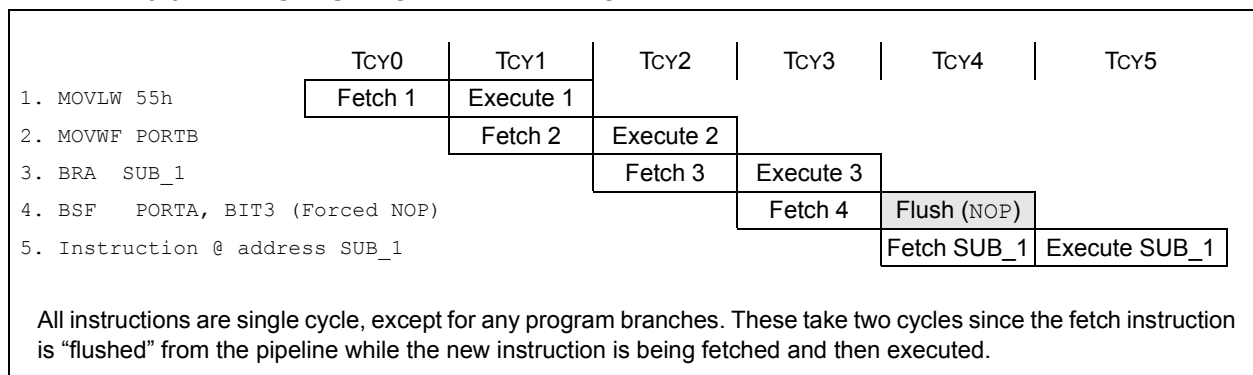 TCY0 TCY1 TCY2 TCY3 TCY4 TCY5
1. MOVLW 55h Fetch 1 Execute 1
2. MOVWF PORTB Fetch 2 Execute 2
3. BRA SUB_1 Fetch 3 Execute 3
4. BSF PORTA, BIT3 (Forced NOP) Fetch 4 Flush (NOP)
5. Instruction @ address SUB_1 Fetch SUB_1 Execute SUB_1
All instructions are single cycle, except for any program branches. These take two cycles since the fetch instruction
is “flushed” from the pipeline while the new instruction is being fetched and then executed.